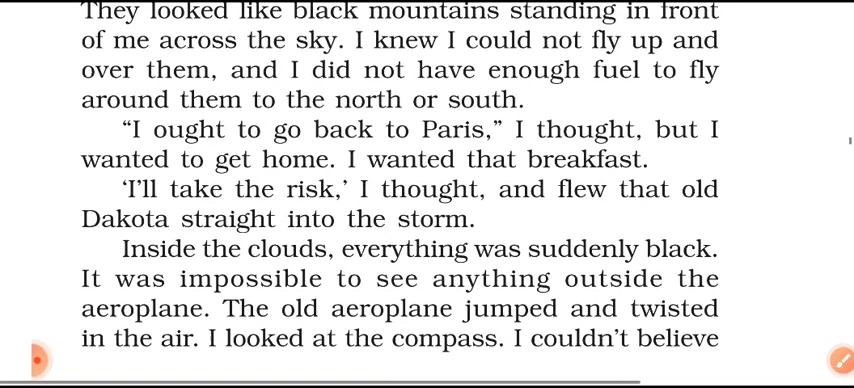 They looked like black mountains standing in front
of me across the sky. I knew I could not fly up and
over them, and I did not have enough fuel to fly
around them to the north or south.
“I ought to go back to Paris,” I thought, but I
wanted to get home. I wanted that breakfast.
‘I’ll take the risk,’ I thought, and flew that old
Dakota straight into the storm.
Inside the clouds, everything was suddenly black.
It was impossible to see anything outside the
aeroplane. The old aeroplane jumped and twisted
in the air. I looked at the compass. I couldn’t believe